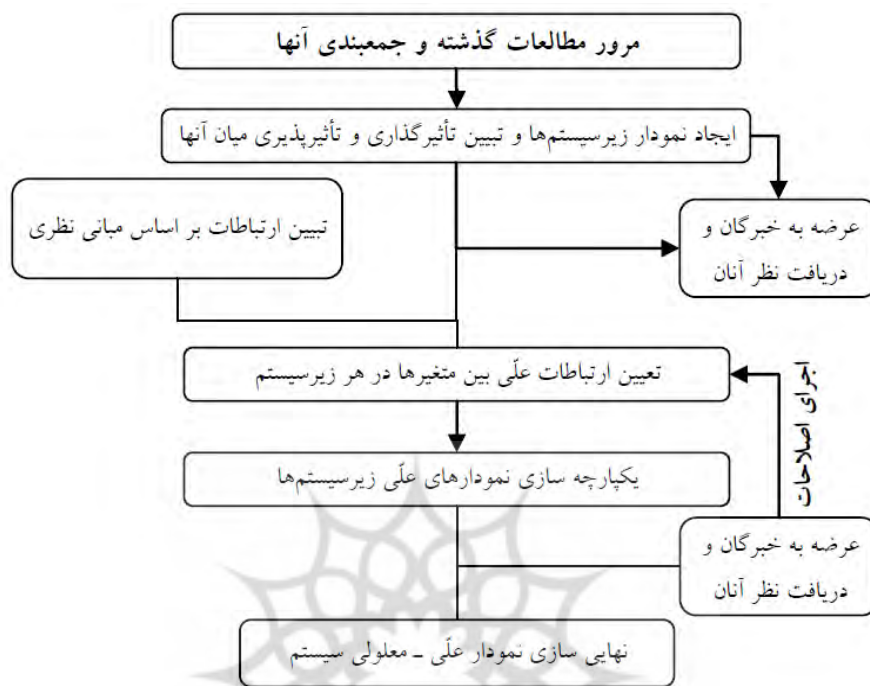 مرور مطالعات گذشته و جمعبندی آنها
ایجاد نمودار زیرسیستم‌ها و تبیین تأثیرگذاری و تأثیرپذیری میان آنها
عرضه به خبرگان و
دریافت نظر آنان
تبیین ارتباطات بر اساس مبانی نظری
تعیین ارتباطات علّی بین متغیرها در هر زیرسیستم
اجرای اصلاحات
یکپارچه سازی نمودارهای علّی زیرسیستم‌ها
عرضه به خبرگان و
دریافت نظر آنان
نهایی سازی نمودار علّی ـ معلولی سیستم